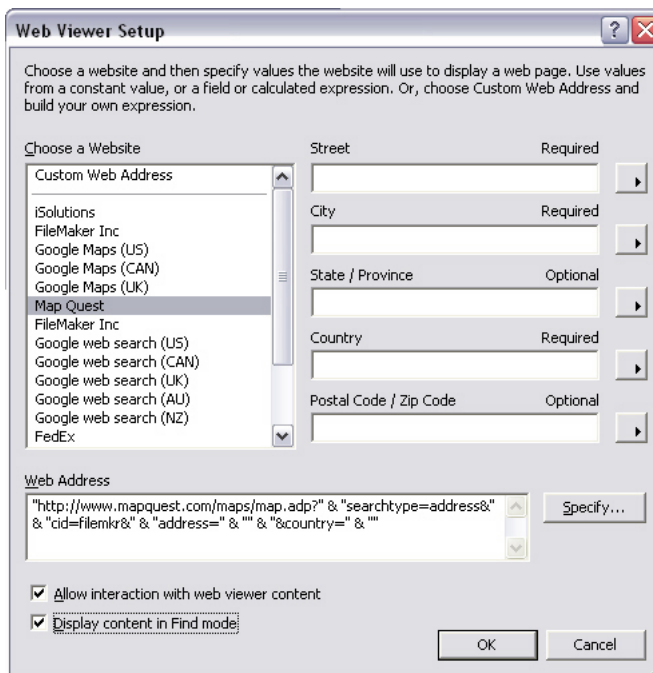 Web Viewer Setup
Choose a website and then specify values the website will use to display a web page. Use values
from a constant value, or a field or calculated expression. Or, choose Custom Web Address and
build your own expression.
Choose a Website
Custom Web Address
iSolutions
FileMaker Inc
Google Maps (US)
Google Maps (CAN)
Google Maps (UK)
Map Quest
FileMaker Inc
Google web search (US)
Google web search (CAN)
Google web search (UK)
Google web search (AU)
Google web search (NZ)
FedEx
Street Required
City Required
State / Province Optional
Country Required
Postal Code / Zip Code Optional
Web Address
"http://www.mapquest.com/maps/map.adp?" & "searchtype=address&"
& "cid=filemkr&" & "address=" & "" & "&country=" & ""
Specify...
Allow interaction with web viewer content
Display content in Find mode
OK Cancel